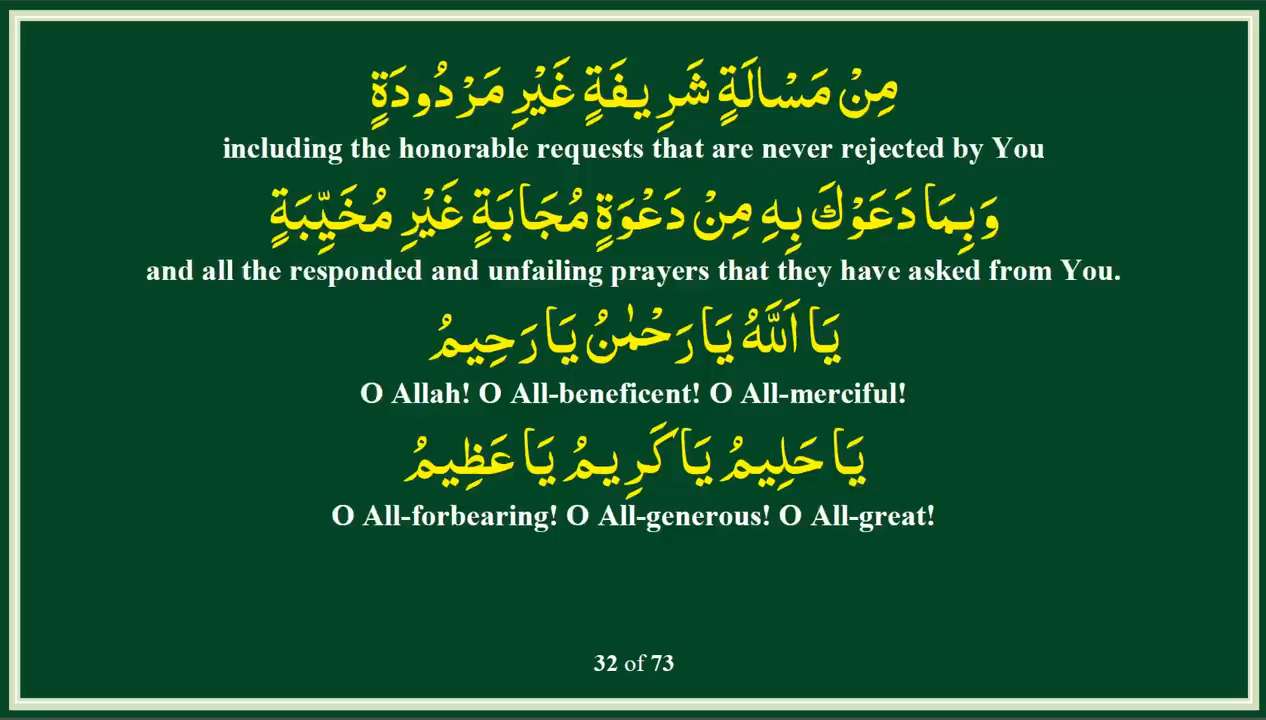 مِنْ مَسْالَةٍ شَرِيفَةٍ غَيْرِ مَرْدُودَةٍ
including the honorable requests that are never rejected by You
وَبِمَا دَعَوْكَ بِهِ مِنْ دَعْوَةٍ مُجَابَةٍ غَيْرِ مُخَيِّبَةٍ
and all the responded and unfailing prayers that they have asked from You.
يَا اَللَّهُ يَا رَحْمٰنُ يَا رَحِيمُ
O Allah! O All-beneficent! O All-merciful!
يَا حَلِيمُ يَا كَرِيمُ يَا عَظِيمُ
O All-forbearing! O All-generous! O All-great!
32 of 73